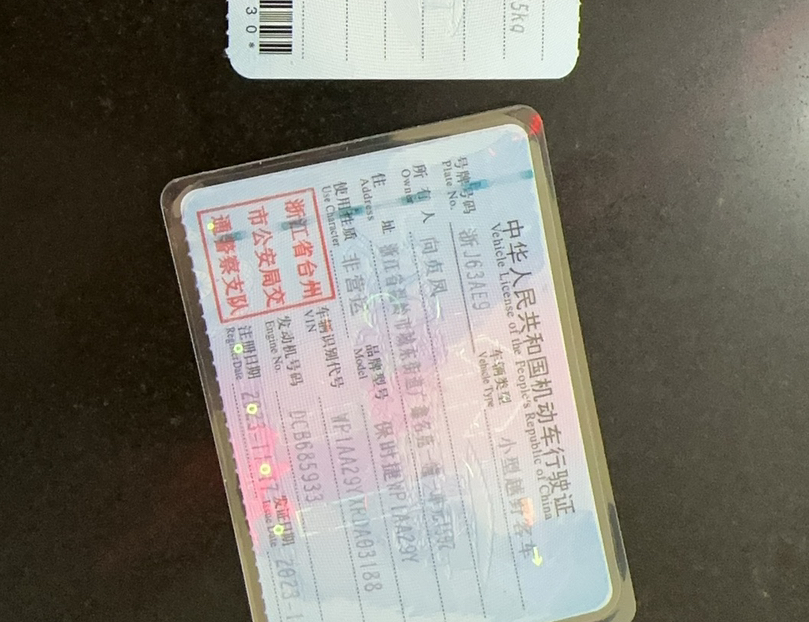 5kg
30*
中华人民共和国机动车行驶证
Vehicle License of the People's Republic of China
号牌号码 浙J63AE9 车辆类型 小型越野客车
Plate No. Vehicle Type
所有人 向贞凤
Owner
住 址 浙江省
Address
使用性质 非营运 品牌型号 保时捷WP1AA29Y
Use Character Model
浙江省台州
市公安局交
通警察支队
车辆识别代号
VIN
发动机号码 DCB685933
Engine No.
注册日期 发证日期 2023-1
Register Date Issue Date